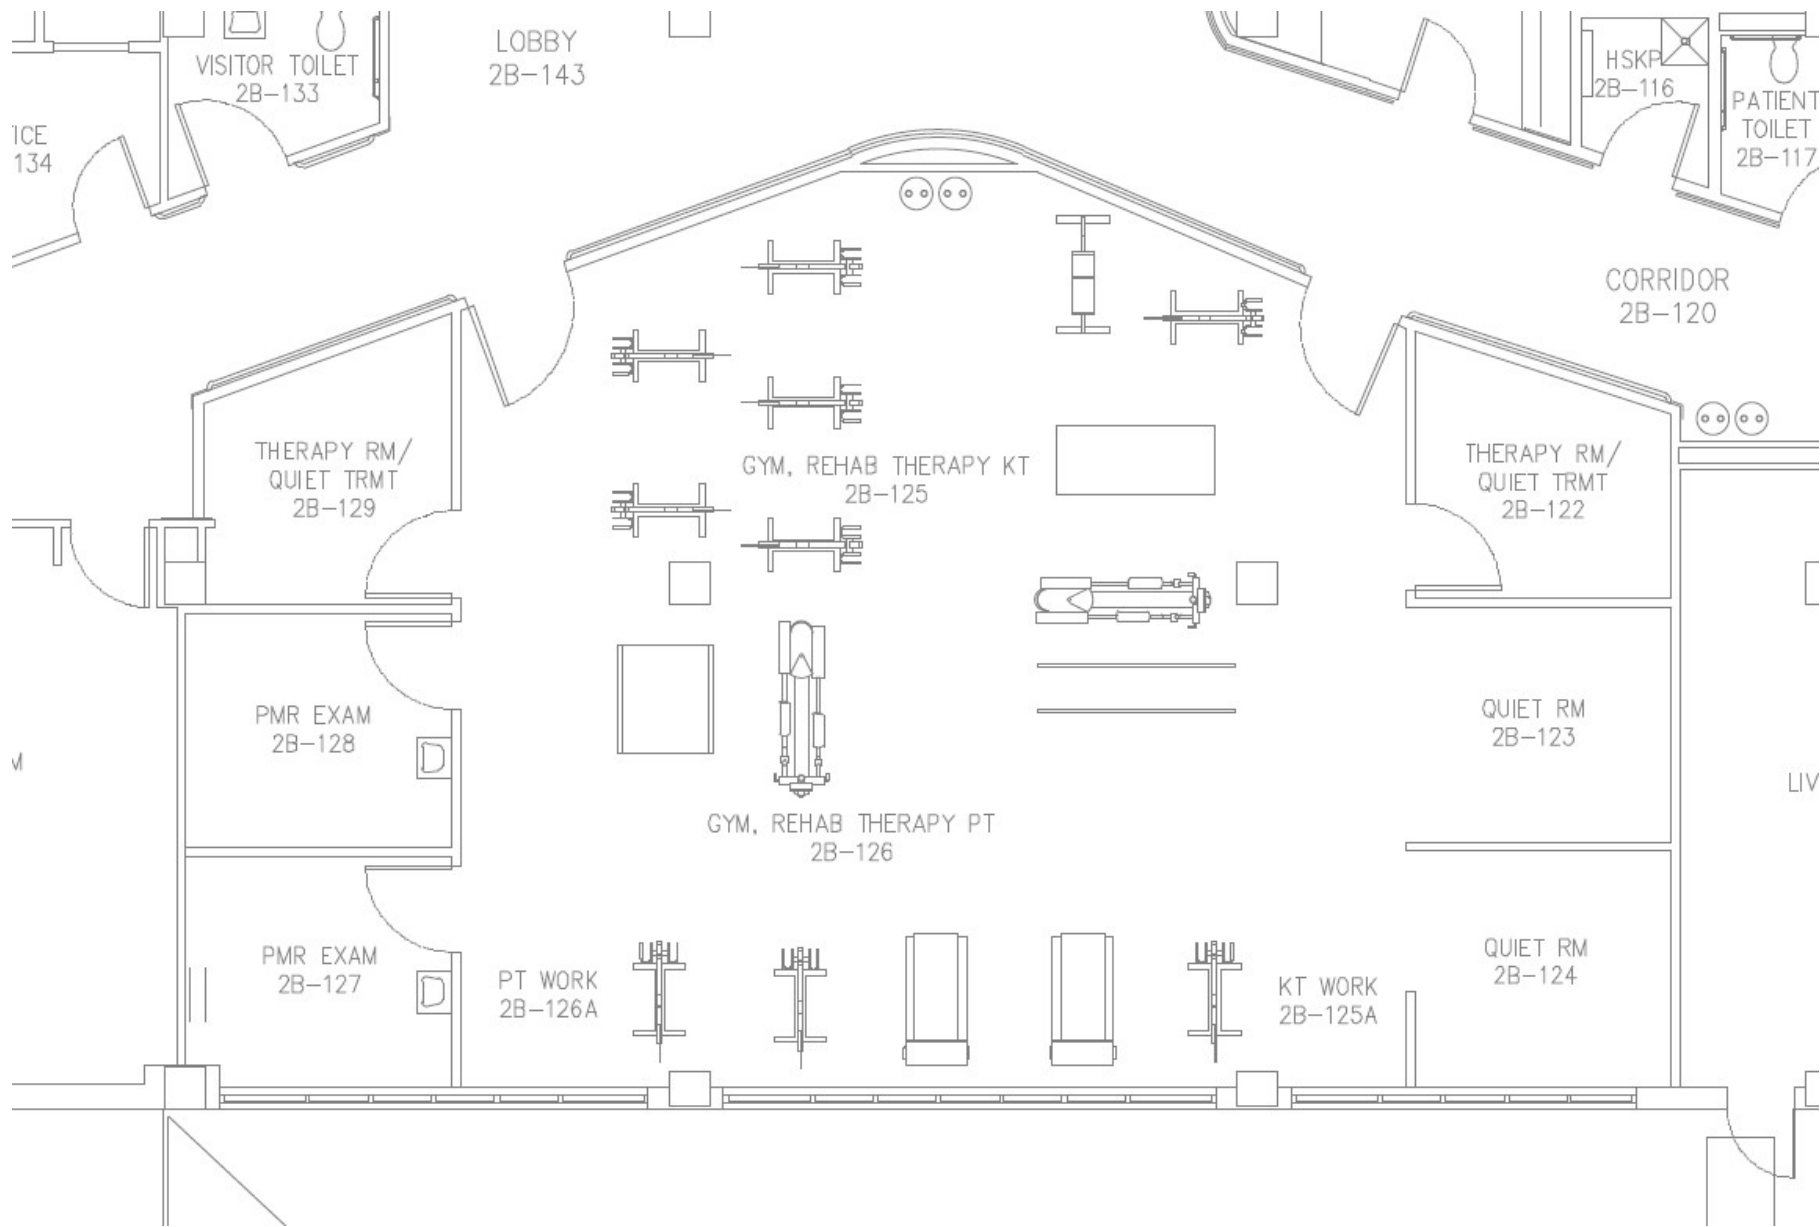 LOBBY
2B-143
VISITOR TOILET
2B-133
HSKP
2B-116
PATIENT
TOILET
2B-117
ICE
134
CORRIDOR
2B-120
THERAPY RM/
QUIET TRMT
2B-129
GYM, REHAB THERAPY KT
2B-125
THERAPY RM/
QUIET TRMT
2B-122
PMR EXAM
2B-128
QUIET RM
2B-123
M
LIV
GYM, REHAB THERAPY PT
2B-126
PMR EXAM
2B-127
PT WORK
2B-126A
KT WORK
2B-125A
QUIET RM
2B-124